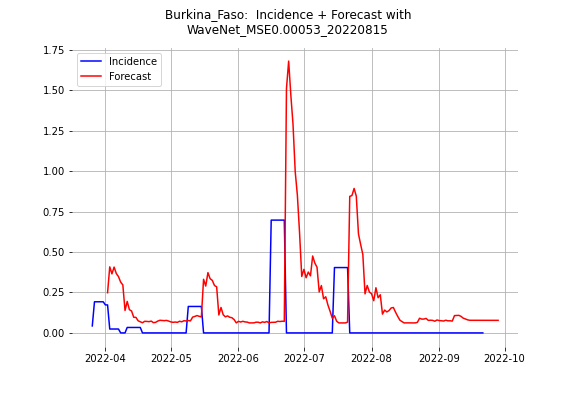 Burkina_Faso:  Incidence + Forecast with
WaveNet_MSE0.00053_20220815
Incidence
Forecast
1.75
1.50
1.25
1.00
0.75
0.50
0.25
0.00
2022-04 2022-05 2022-06 2022-07 2022-08 2022-09 2022-10